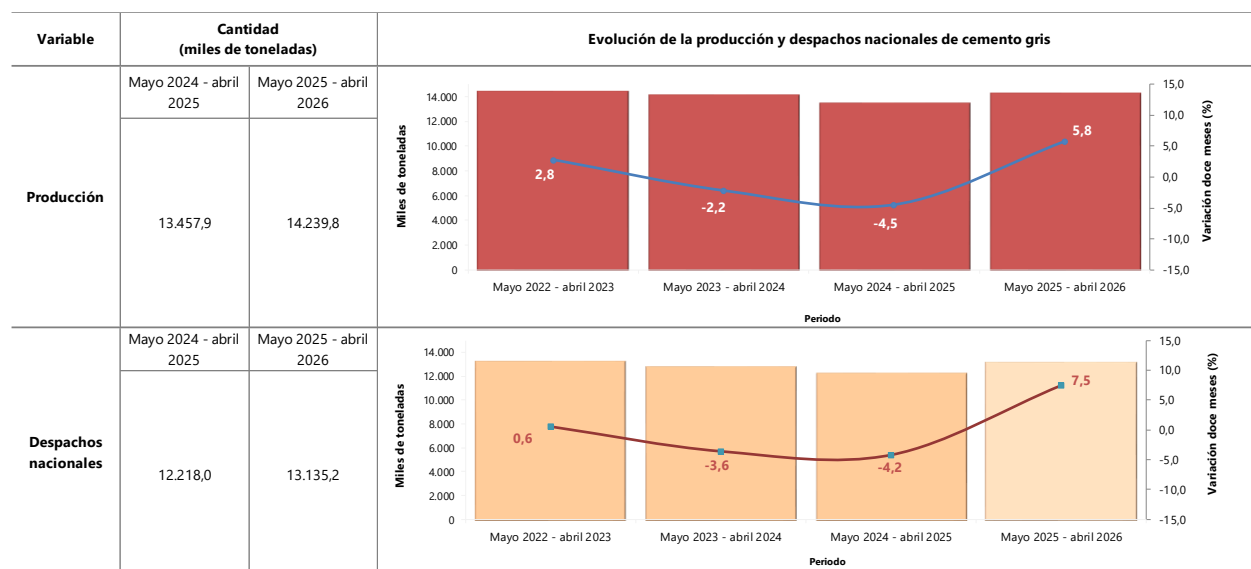 Variable
Cantidad
(miles de toneladas)
Evolución de la producción y despachos nacionales de cemento gris
Producción
Mayo 2024 - abril
2025
Mayo 2025 - abril
2026
13.457,9
14.239,8
Miles de toneladas
14.000
12.000
10.000
8.000
6.000
4.000
2.000
0
2,8
-2,2
-4,5
5,8
15,0
10,0
5,0
0,0
-5,0
-10,0
-15,0
Variación doce meses (%)
Mayo 2022 - abril 2023
Mayo 2023 - abril 2024
Mayo 2024 - abril 2025
Mayo 2025 - abril 2026
Periodo
Despachos
nacionales
Mayo 2024 - abril
2025
Mayo 2025 - abril
2026
12.218,0
13.135,2
Miles de toneladas
14.000
12.000
10.000
8.000
6.000
4.000
2.000
0
0,6
-3,6
-4,2
7,5
15,0
10,0
5,0
0,0
-5,0
-10,0
-15,0
Variación doce meses (%)
Mayo 2022 - abril 2023
Mayo 2023 - abril 2024
Mayo 2024 - abril 2025
Mayo 2025 - abril 2026
Periodo